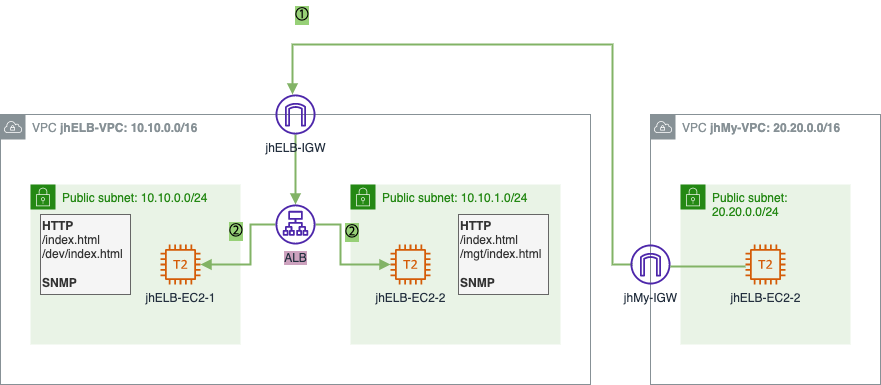 ①
VPC jhELB-VPC: 10.10.0.0/16
VPC jhMy-VPC: 20.20.0.0/16
jhELB-IGW
Public subnet: 10.10.0.0/24
Public subnet: 10.10.1.0/24
Public subnet:
20.20.0.0/24
HTTP
/index.html
/dev/index.html
SNMP
②
②
HTTP
/index.html
/mgt/index.html
SNMP
T2
ALB
T2
T2
jhELB-EC2-1
jhELB-EC2-2
jhMy-IGW
jhELB-EC2-2